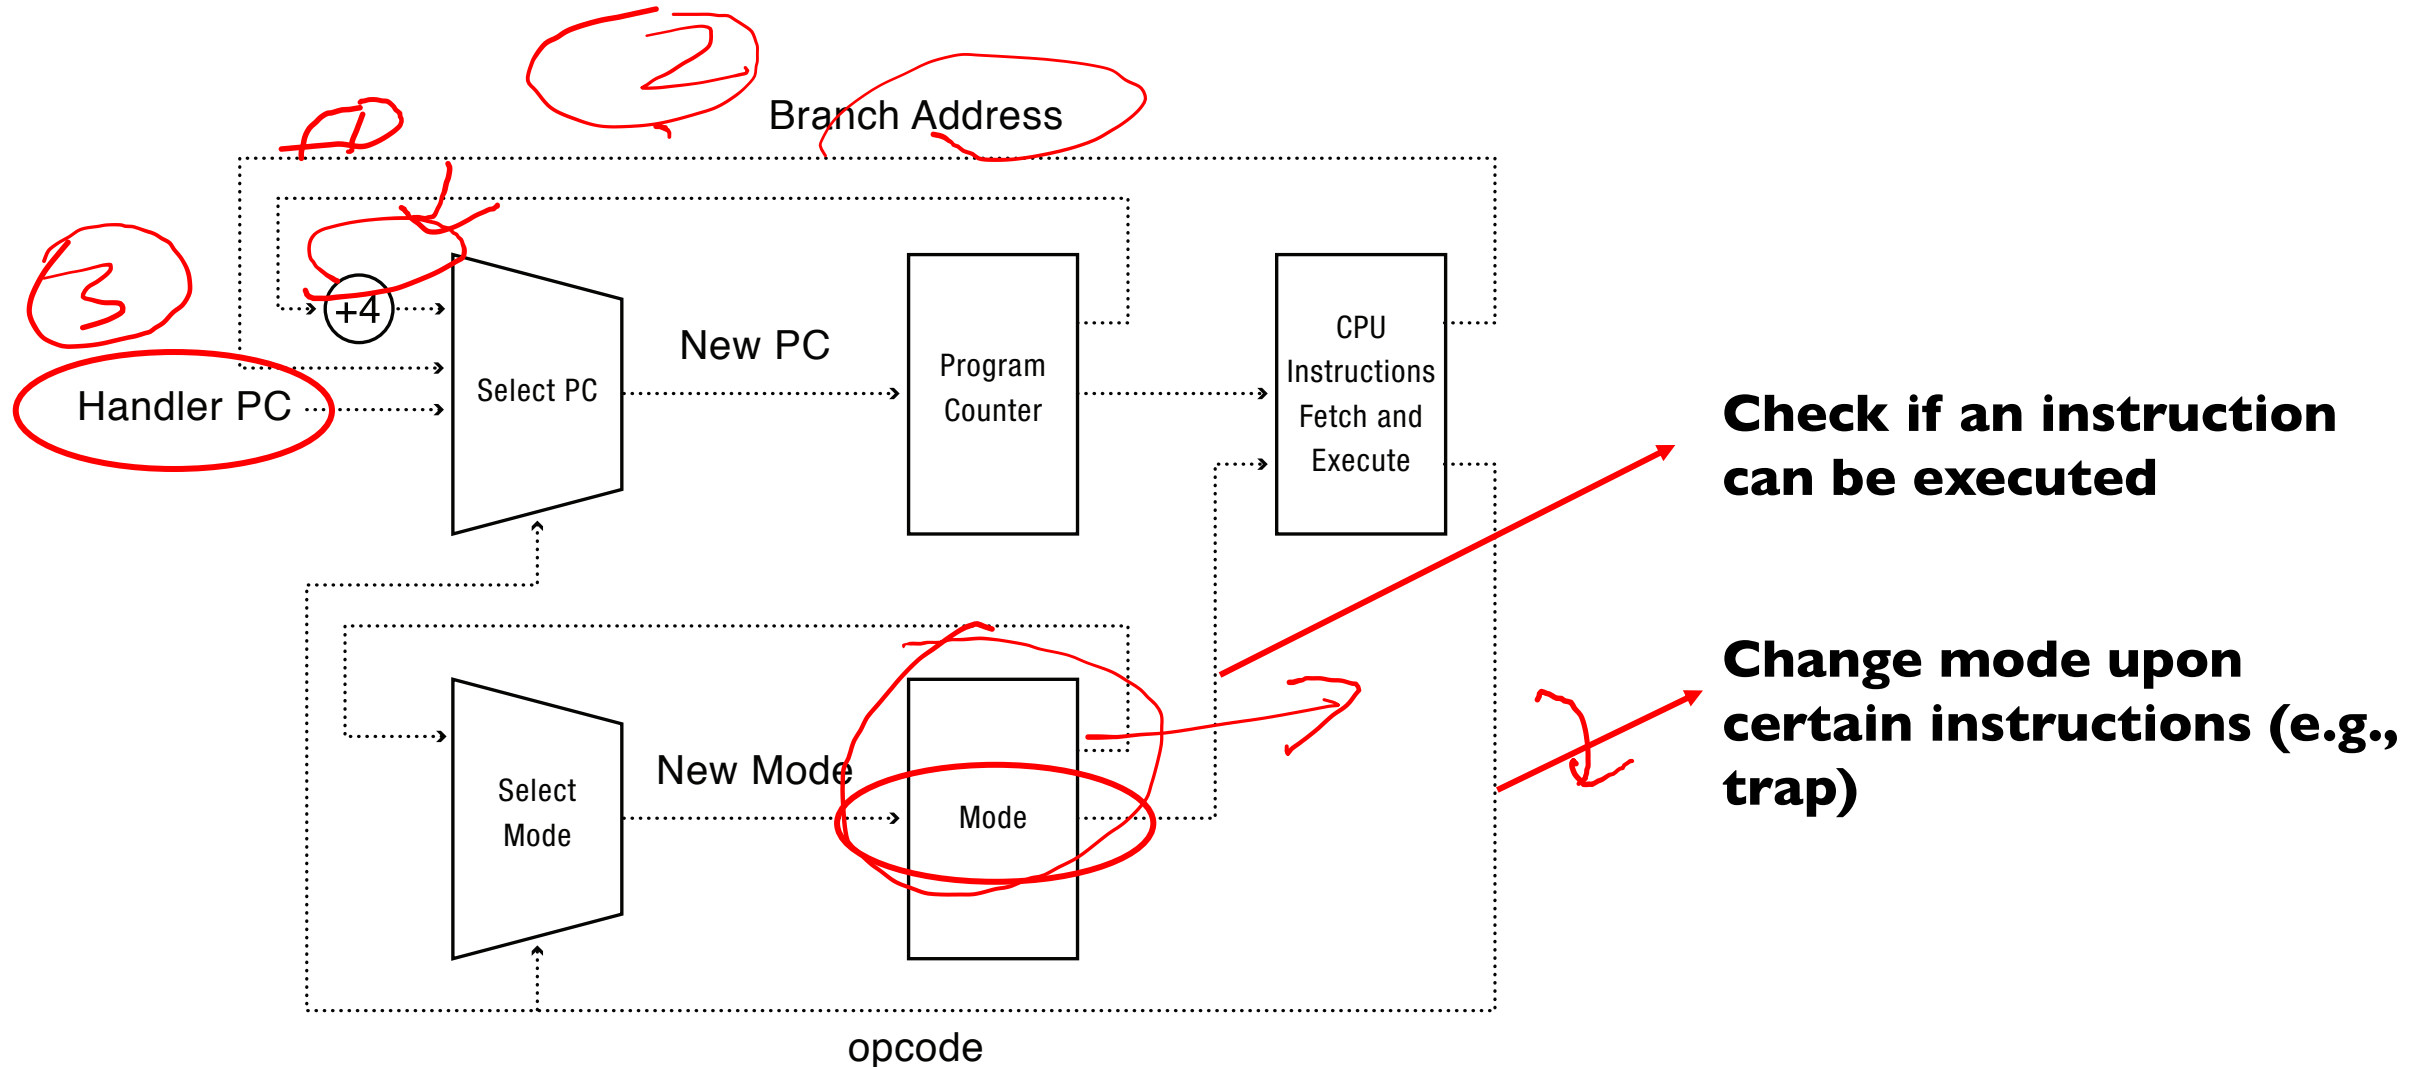 2
Branch Address
1
3
+4
Handler PC
Select PC
New PC
Program
Counter
CPU
Instructions
Fetch and
Execute
Check if an instruction
can be executed
Select
Mode
New Mode
Mode
Change mode upon
certain instructions (e.g.,
trap)
opcode